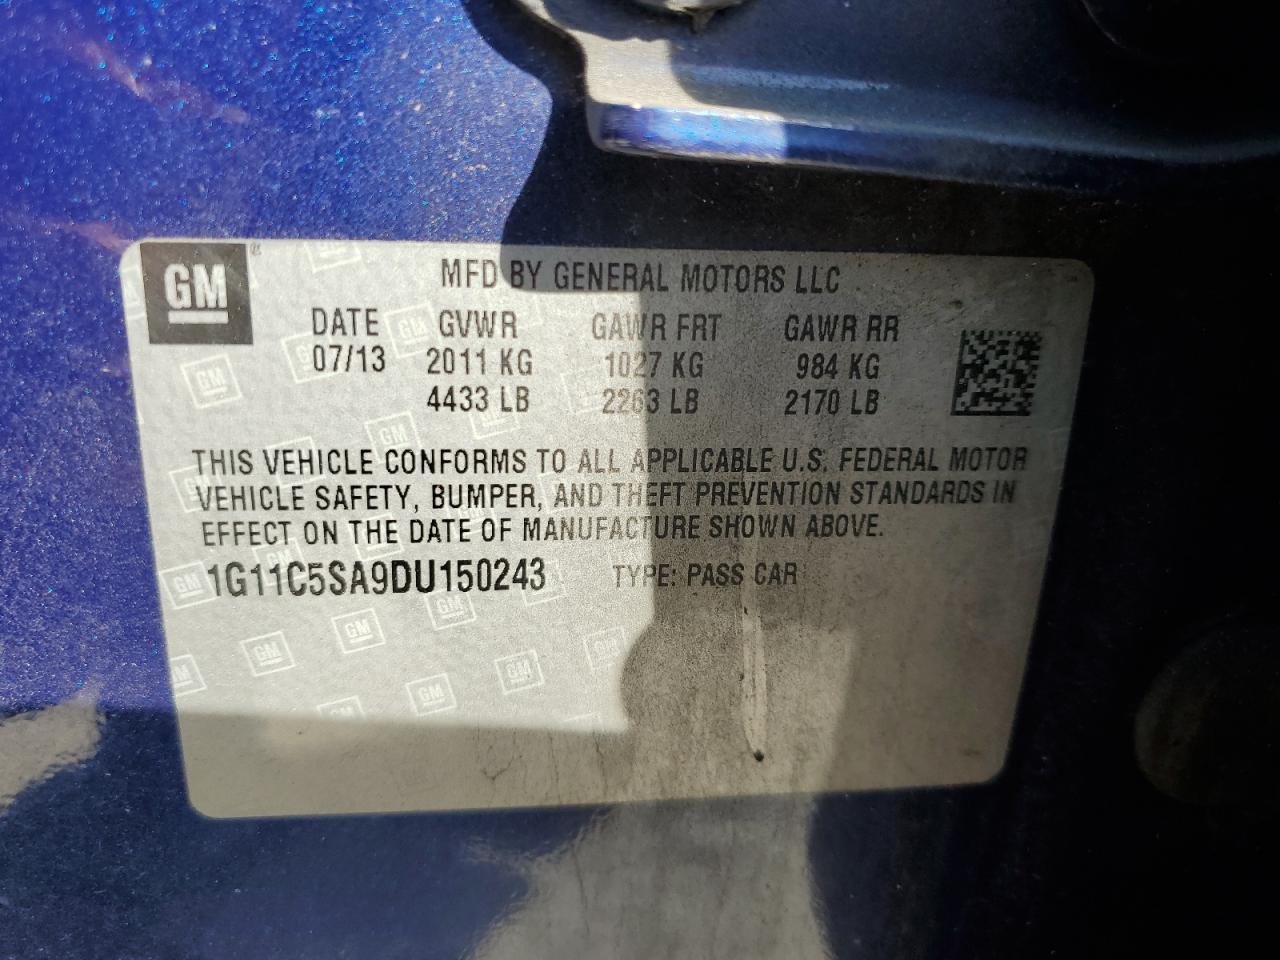 GM
MFD BY GENERAL MOTORS LLC
DATE GVWR GAWR FRT GAWR RR
07/13 2011 KG 1027 KG 984 KG
4433 LB 2263 LB 2170 LB
THIS VEHICLE CONFORMS TO ALL APPLICABLE U.S. FEDERAL MOTOR
VEHICLE SAFETY, BUMPER, AND THEFT PREVENTION STANDARDS IN
EFFECT ON THE DATE OF MANUFACTURE SHOWN ABOVE.
1G11C5SA9DU150243 TYPE: PASS CAR